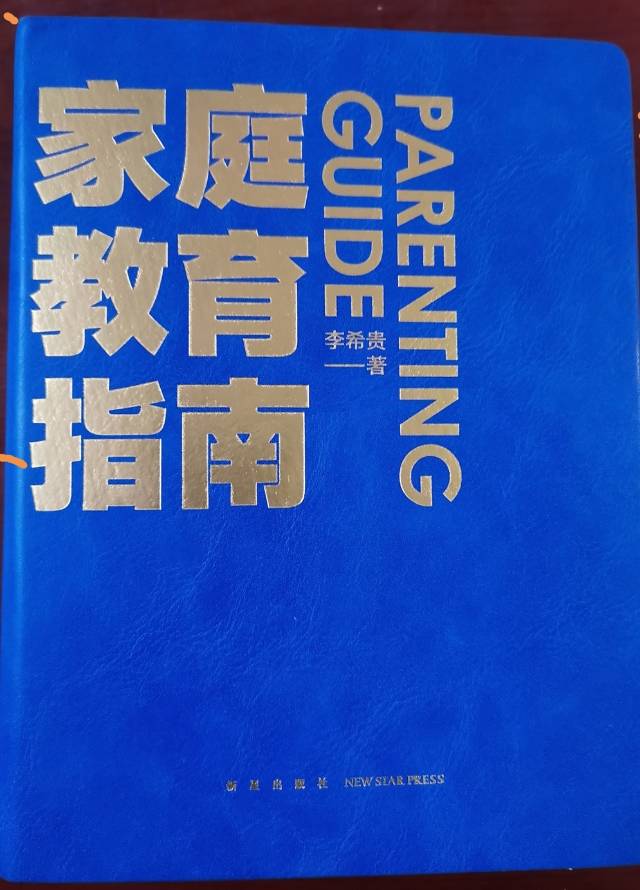 家庭
教育
指南
PARENTING
GUIDE
李希贵
——著
新星出版社 NEW STAR PRESS